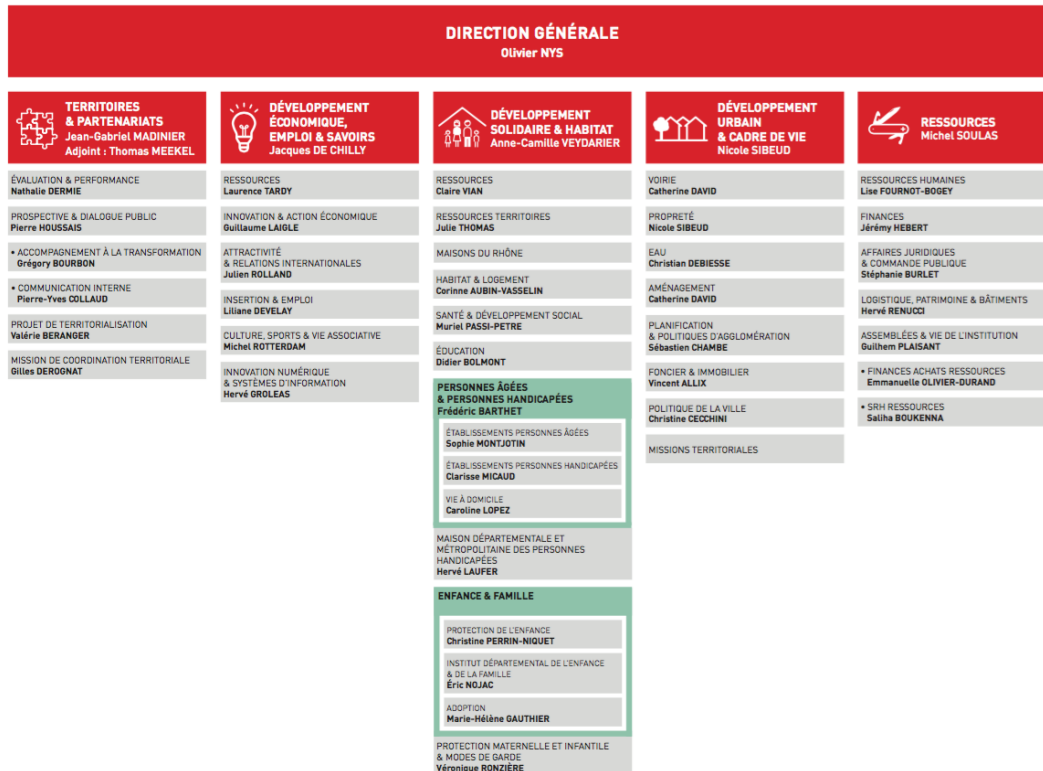 DIRECTION GÉNÉRALE
Olivier NYS
TERRITOIRES
& PARTENARIATS
Jean-Gabriel MADINIER
Adjoint : Thomas MEEKEL
ÉVALUATION & PERFORMANCE
Nathalie DERMIE
PROSPECTIVE & DIALOGUE PUBLIC
Pierre HOUSSAIS
• ACCOMPAGNEMENT À LA TRANSFORMATION
Grégory BOURBON
• COMMUNICATION INTERNE
Pierre-Yves COLLAUD
PROJET DE TERRITORIALISATION
Valérie BERANGER
MISSION DE COORDINATION TERRITORIALE
Gilles DEROGNAT
DÉVELOPPEMENT
ÉCONOMIQUE,
EMPLOI & SAVOIRS
Jacques DE CHILLY
RESSOURCES
Laurence TARDY
INNOVATION & ACTION ÉCONOMIQUE
Guillaume LAIGLE
ATTRACTIVITÉ
& RELATIONS INTERNATIONALES
Julien ROLLAND
INSERTION & EMPLOI
Liliane DEVELAY
CULTURE, SPORTS & VIE ASSOCIATIVE
Michel ROTTERDAM
INNOVATION NUMÉRIQUE
& SYSTÈMES D'INFORMATION
Hervé GROLEAS
DÉVELOPPEMENT
SOLIDAIRE & HABITAT
Anne-Camille VEYDARIER
RESSOURCES
Claire VIAN
RESSOURCES TERRITOIRES
Julie THOMAS
MAISONS DU RHÔNE
HABITAT & LOGEMENT
Corinne AUBIN-VASSELIN
SANTÉ & DÉVELOPPEMENT SOCIAL
Muriel PASSI-PETRE
ÉDUCATION
Didier BOLMONT
PERSONNES ÂGÉES
& PERSONNES HANDICAPÉES
Frédéric BARTHET
ÉTABLISSEMENTS PERSONNES ÂGÉES
Sophie MONTJOTIN
ÉTABLISSEMENTS PERSONNES HANDICAPÉES
Clarisse MICAUD
VIE À DOMICILE
Caroline LOPEZ
MAISON DÉPARTEMENTALE ET
MÉTROPOLITAINE DES PERSONNES
HANDICAPÉES
Hervé LAUFER
ENFANCE & FAMILLE
PROTECTION DE L'ENFANCE
Christine PERRIN-NIQUET
INSTITUT DÉPARTEMENTAL DE L'ENFANCE
& DE LA FAMILLE
Éric NOJAC
ADOPTION
Marie-Hélène GAUTHIER
PROTECTION MATERNELLE ET INFANTILE
& MODES DE GARDE
Véronique RONZIÈRE
DÉVELOPPEMENT
URBAIN
& CADRE DE VIE
Nicole SIBEUD
VOIRIE
Catherine DAVID
PROPRETÉ
Nicole SIBEUD
EAU
Christian DEBIESSE
AMÉNAGEMENT
Catherine DAVID
PLANIFICATION
& POLITIQUES D'AGGLOMÉRATION
Sébastien CHAMBE
FONCIER & IMMOBILIER
Vincent ALLIX
POLITIQUE DE LA VILLE
Christine CECCHINI
MISSIONS TERRITORIALES
RESSOURCES
Michel SOULAS
RESSOURCES HUMAINES
Lise FOURNOT-BOGEY
FINANCES
Jérémy HEBERT
AFFAIRES JURIDIQUES
& COMMANDE PUBLIQUE
Stéphanie BURLET
LOGISTIQUE, PATRIMOINE & BÂTIMENTS
Hervé RENUCCI
ASSEMBLÉES & VIE DE L'INSTITUTION
Guilhem PLAISANT
• FINANCES ACHATS RESSOURCES
Emmanuelle OLIVIER-DURAND
• SRH RESSOURCES
Saliha BOUKENNA